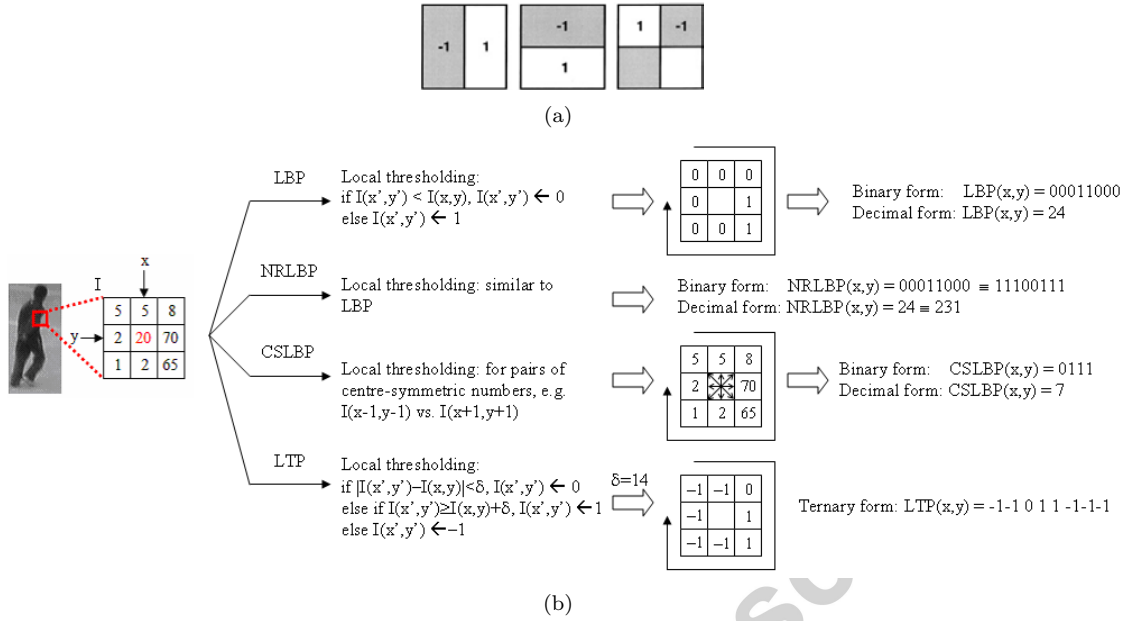 -1 1
-1
1
1 -1
(a)
LBP
Local thresholding:
if I(x',y') < I(x,y), I(x',y') ← 0
else I(x',y') ← 1
0 0 0
0 1
0 0 1
Binary form: LBP(x,y) = 00011000
Decimal form: LBP(x,y) = 24
x
I
5 5 8
y 2 20 70
1 2 65
NRLBP
Local thresholding: similar to
LBP
Binary form: NRLBP(x,y) = 00011000 ≡ 11100111
Decimal form: NRLBP(x,y) = 24 ≡ 231
CSLBP
Local thresholding: for pairs of
centre-symmetric numbers, e.g.
I(x-1,y-1) vs. I(x+1,y+1)
5 5 8
2 70
1 2 65
Binary form: CSLBP(x,y) = 0111
Decimal form: CSLBP(x,y) = 7
LTP
Local thresholding:
if |I(x',y')−I(x,y)|<δ, I(x',y') ← 0
else if I(x',y')≥I(x,y)+δ, I(x',y') ←1
else I(x',y') ←−1
δ=14
−1 −1 0
−1 1
−1 −1 1
Ternary form: LTP(x,y) = -1-1 0 1 1 -1-1-1
(b)